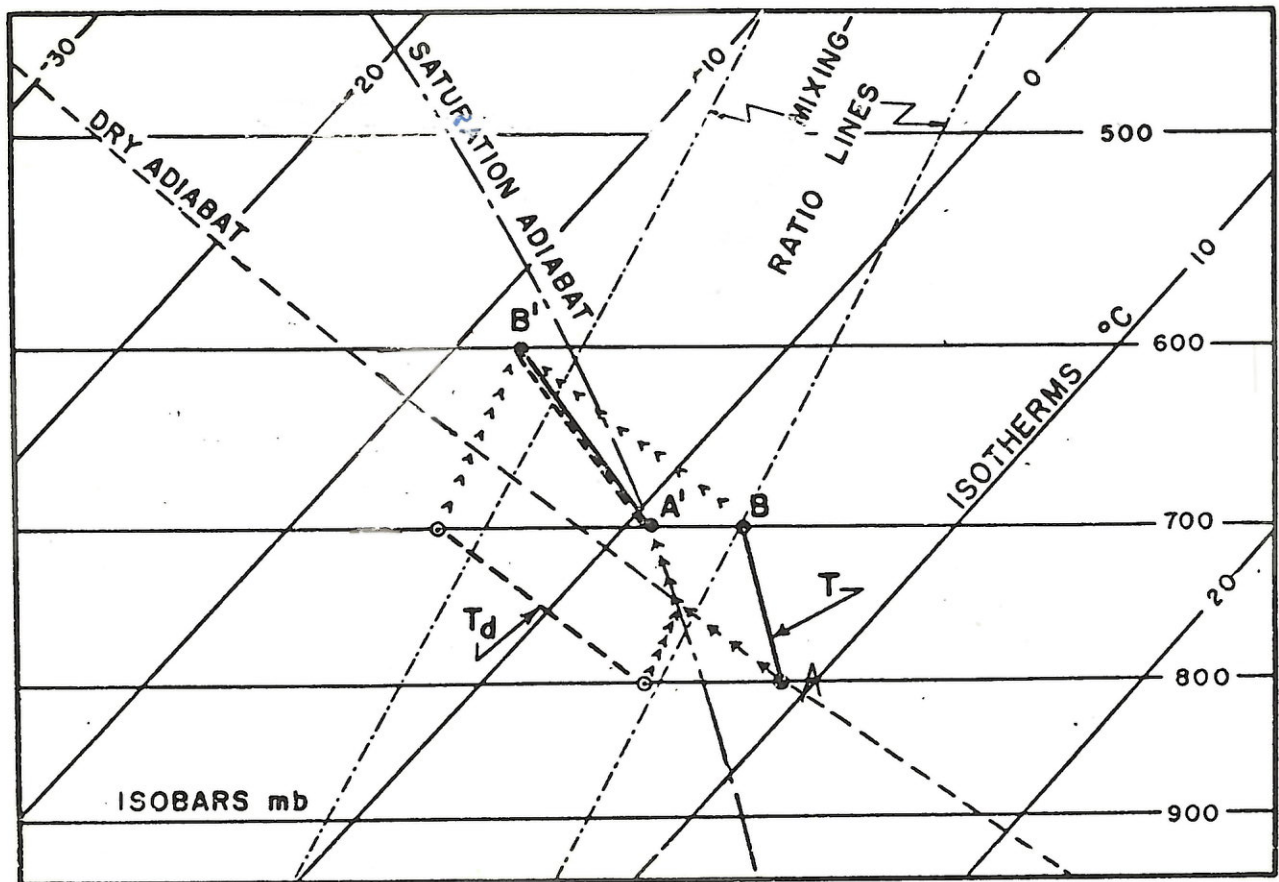 -30
-20
-10
0
DRY ADIABAT
SATURATION ADIABAT
MIXING-
RATIO LINES
500
10
B'
600
ISOTHERMS °C
A'
B
700
T
Td
20
A
800
ISOBARS mb
900